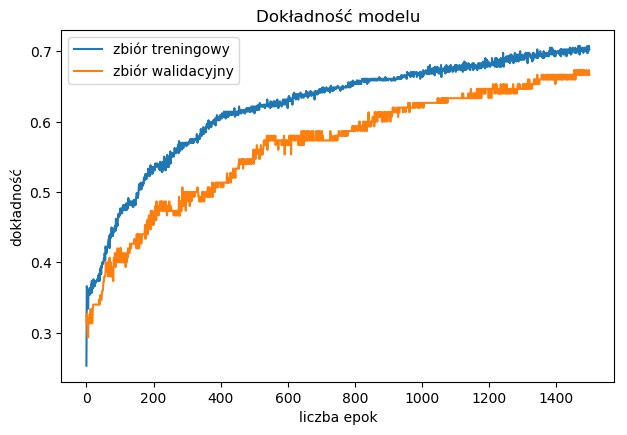 Dokładność modelu
zbiór treningowy
zbiór walidacyjny
dokładność
0.7
0.6
0.5
0.4
0.3
0 200 400 600 800 1000 1200 1400
liczba epok